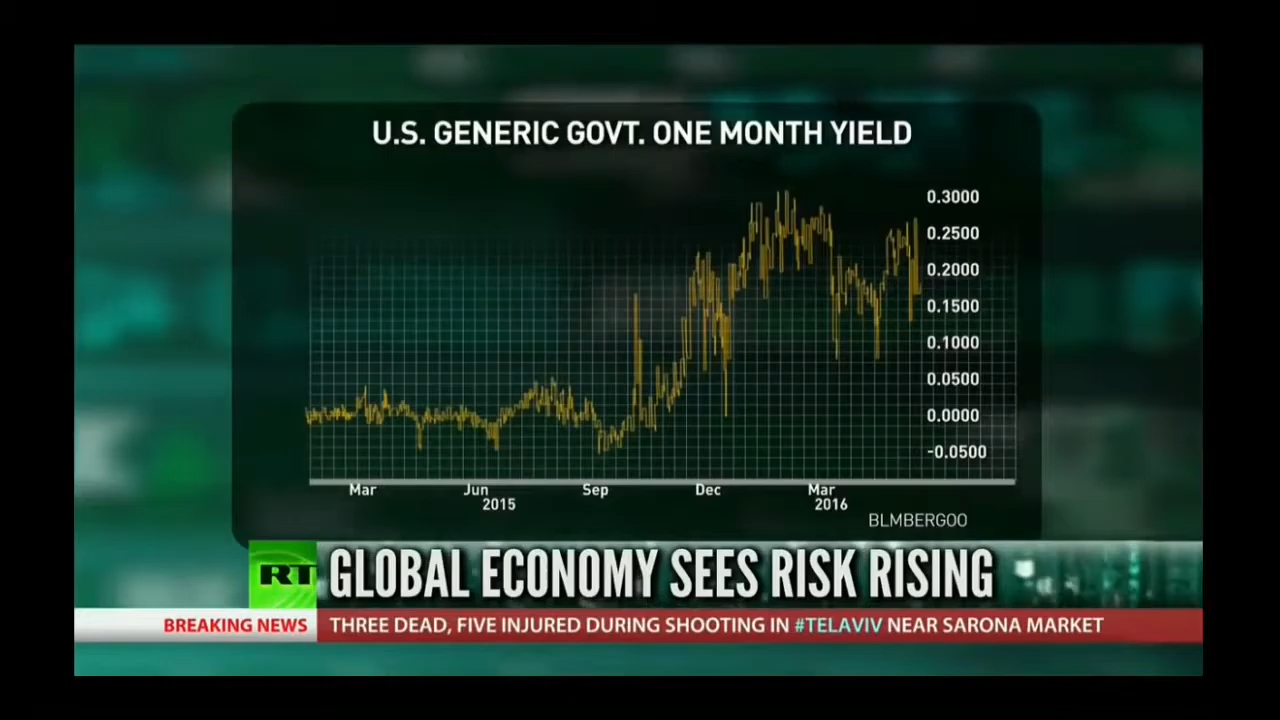 U.S. GENERIC GOVT. ONE MONTH YIELD
0.3000
0.2500
0.2000
0.1500
0.1000
0.0500
0.0000
-0.0500
Mar Jun Sep Dec Mar
2015 2016
BLMBERGOO
RT GLOBAL ECONOMY SEES RISK RISING
BREAKING NEWS THREE DEAD, FIVE INJURED DURING SHOOTING IN #TELAVIV NEAR SARONA MARKET